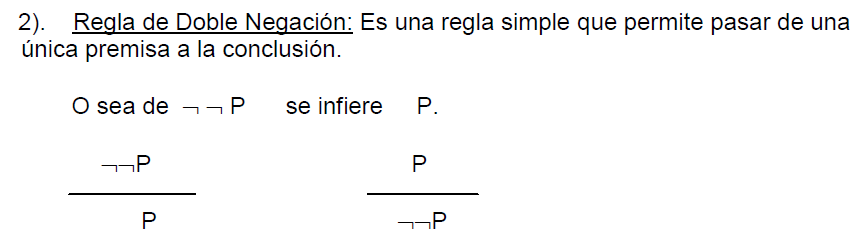 2). Regla de Doble Negación: Es una regla simple que permite pasar de una
única premisa a la conclusión.
O sea de ¬ ¬ P se infiere P.
¬¬P P
P ¬¬P